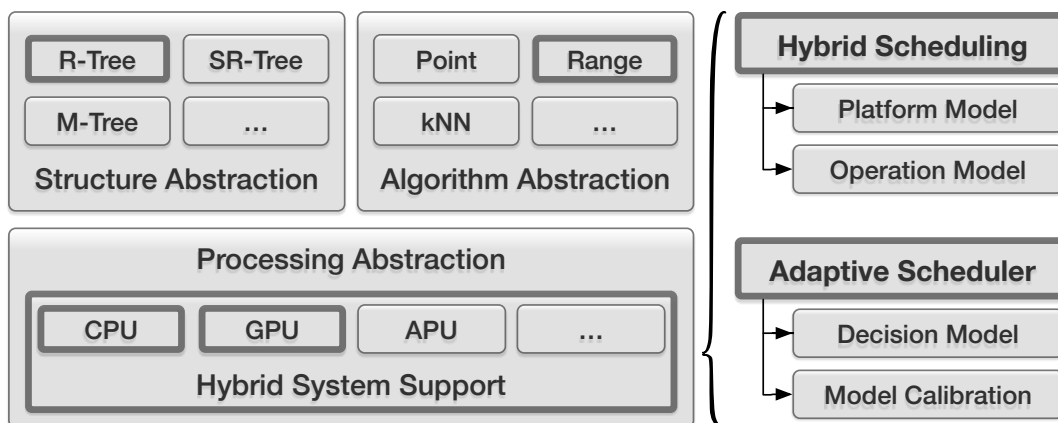 R-Tree
SR-Tree
M-Tree
...
Structure Abstraction
Point
Range
kNN
...
Algorithm Abstraction
Processing Abstraction
CPU
GPU
APU
...
Hybrid System Support
Hybrid Scheduling
Platform Model
Operation Model
Adaptive Scheduler
Decision Model
Model Calibration